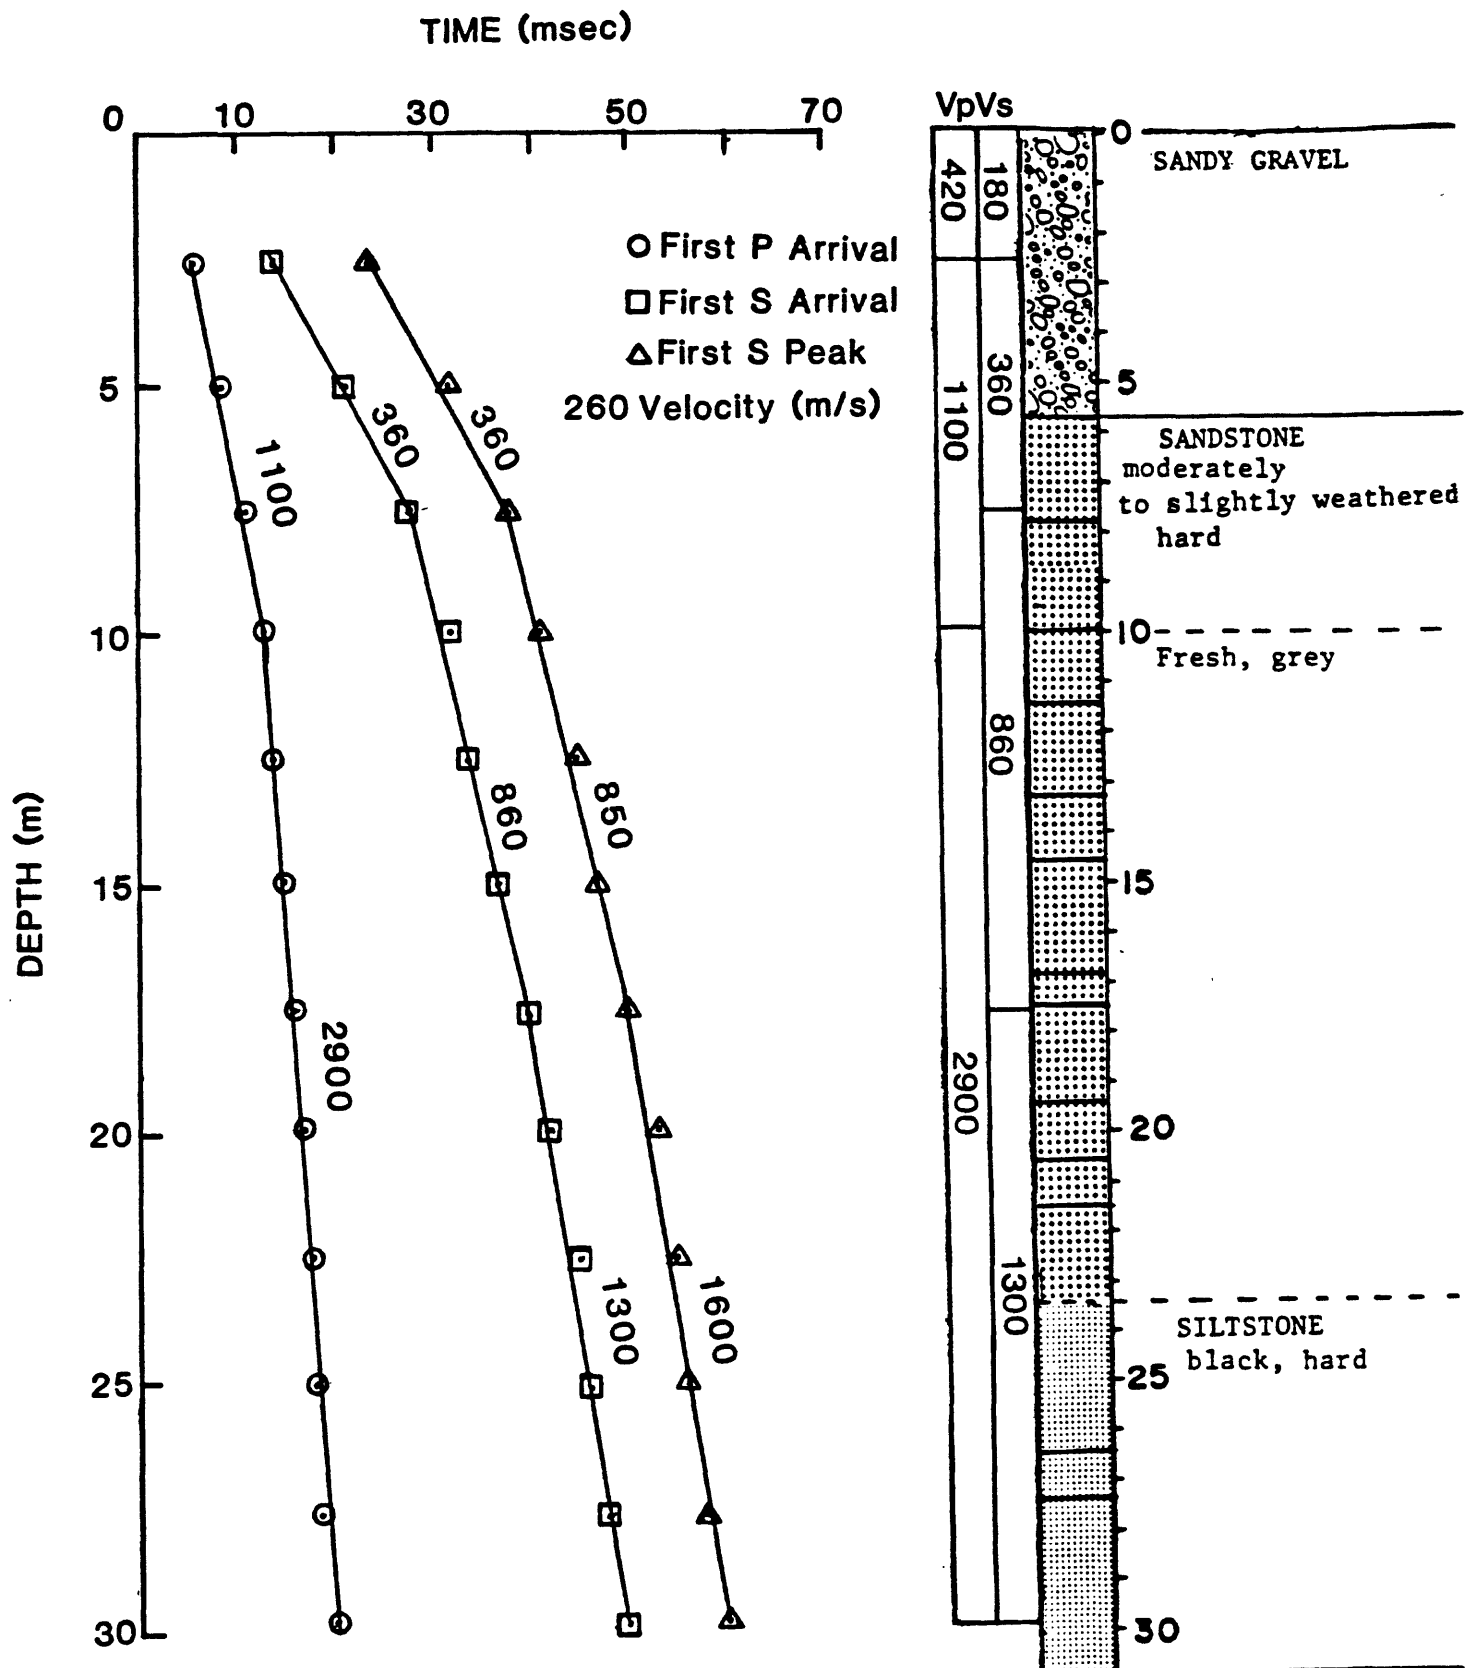 TIME (msec)
0 10 30 50 70
VpVs
420 180
1100 360
860
2900
1300
0
SANDY GRAVEL
First P Arrival
First S Arrival
First S Peak
260 Velocity (m/s)
5
10
15
20
25
30
DEPTH (m)
1100
2900
360
860
1300
360
850
1600
5
SANDSTONE
moderately
to slightly weathered
hard
10
Fresh, grey
15
20
SILTSTONE
black, hard
25
30